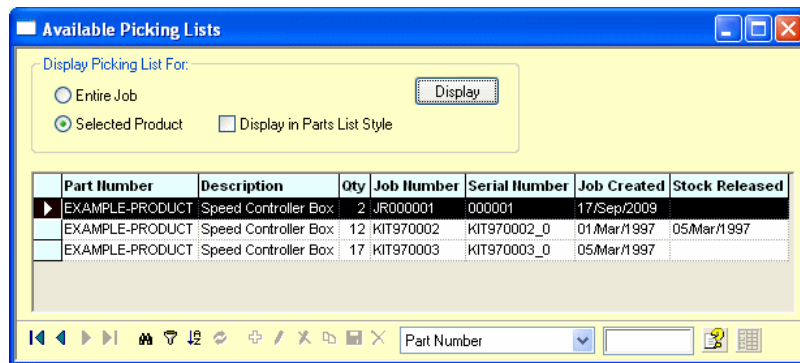 Available Picking Lists
Display Picking List For:
Entire Job
Display
Selected Product Display in Parts List Style
Part Number Description Qty Job Number Serial Number Job Created Stock Released
EXAMPLE-PRODUCT Speed Controller Box 2 JR000001 000001 17/Sep/2009
EXAMPLE-PRODUCT Speed Controller Box 12 KIT970002 KIT970002_0 01/Mar/1997 05/Mar/1997
EXAMPLE-PRODUCT Speed Controller Box 17 KIT970003 KIT970003_0 05/Mar/1997
Part Number